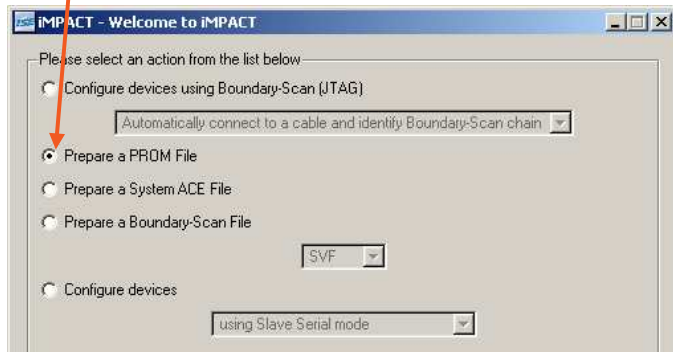 ISE iMPACT - Welcome to iMPACT
Please select an action from the list below
Configure devices using Boundary-Scan (JTAG)
Automatically connect to a cable and identify Boundary-Scan chain
Prepare a PROM File
Prepare a System ACE File
Prepare a Boundary-Scan File
SVF
Configure devices
using Slave Serial mode